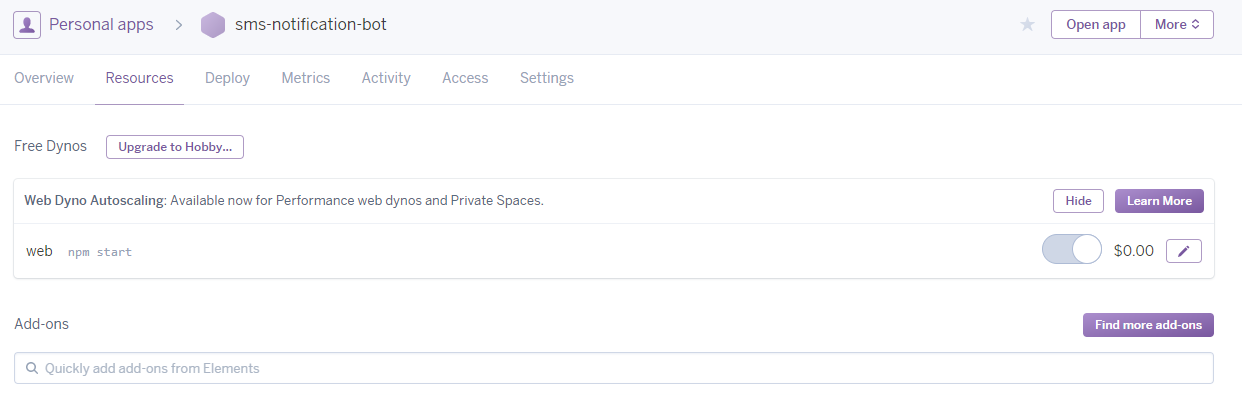 Personal apps > sms-notification-bot Open app More
Overview Resources Deploy Metrics Activity Access Settings
Free Dynos Upgrade to Hobby...
Web Dyno Autoscaling: Available now for Performance web dynos and Private Spaces. Hide Learn More
web npm start $0.00
Add-ons Find more add-ons
Quickly add add-ons from Elements